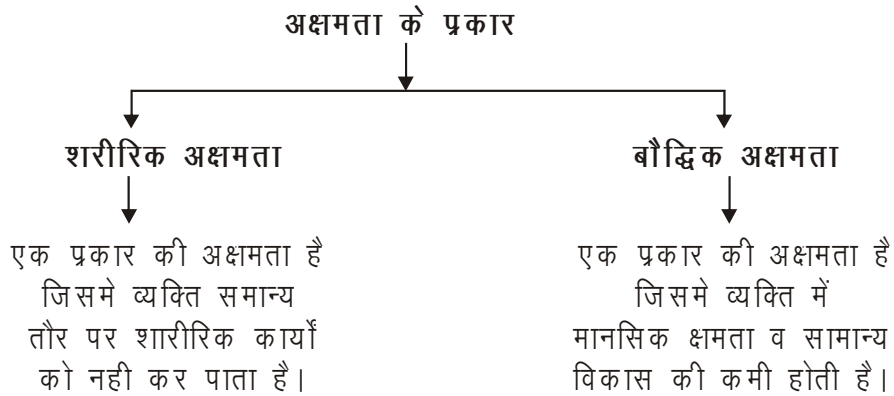 अक्षमता के प्रकार
शरीरिक अक्षमता
बौद्धिक अक्षमता
एक प्रकार की अक्षमता है
जिसमे व्यक्ति समान्य
तौर पर शारीरिक कार्यों
को नही कर पाता है।
एक प्रकार की अक्षमता है
जिसमे व्यक्ति में
मानसिक क्षमता व सामान्य
विकास की कमी होती है।